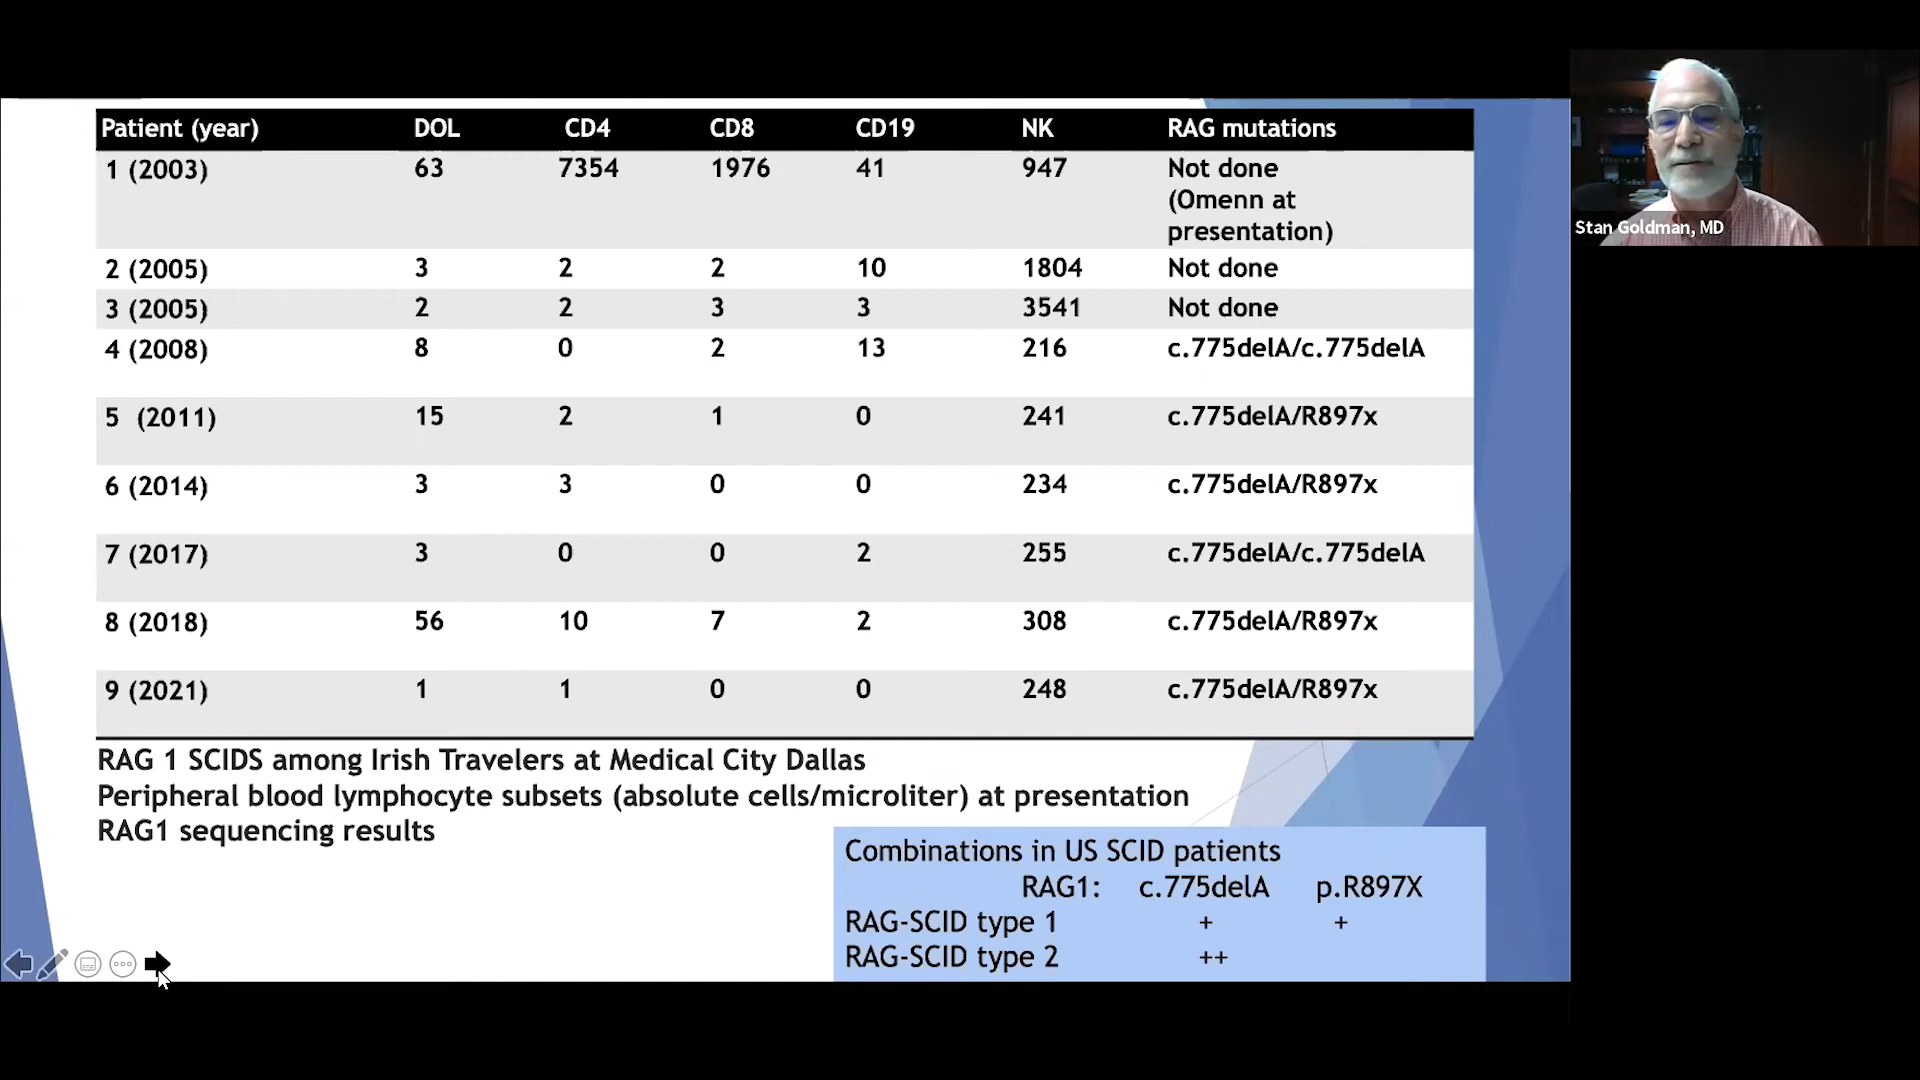 Patient (year) DOL CD4 CD8 CD19 NK RAG mutations
1 (2003) 63 7354 1976 41 947 Not done
(Omenn at
presentation)
2 (2005) 3 2 2 10 1804 Not done
3 (2005) 2 2 3 3 3541 Not done
4 (2008) 8 0 2 13 216 c.775delA/c.775delA
5 (2011) 15 2 1 0 241 c.775delA/R897x
6 (2014) 3 3 0 0 234 c.775delA/R897x
7 (2017) 3 0 0 2 255 c.775delA/c.775delA
8 (2018) 56 10 7 2 308 c.775delA/R897x
9 (2021) 1 1 0 0 248 c.775delA/R897x
RAG 1 SCIDS among Irish Travelers at Medical City Dallas
Peripheral blood lymphocyte subsets (absolute cells/microliter) at presentation
RAG1 sequencing results
Combinations in US SCID patients
RAG1: c.775delA p.R897X
RAG-SCID type 1 + +
RAG-SCID type 2 ++
Stan Goldman, MD